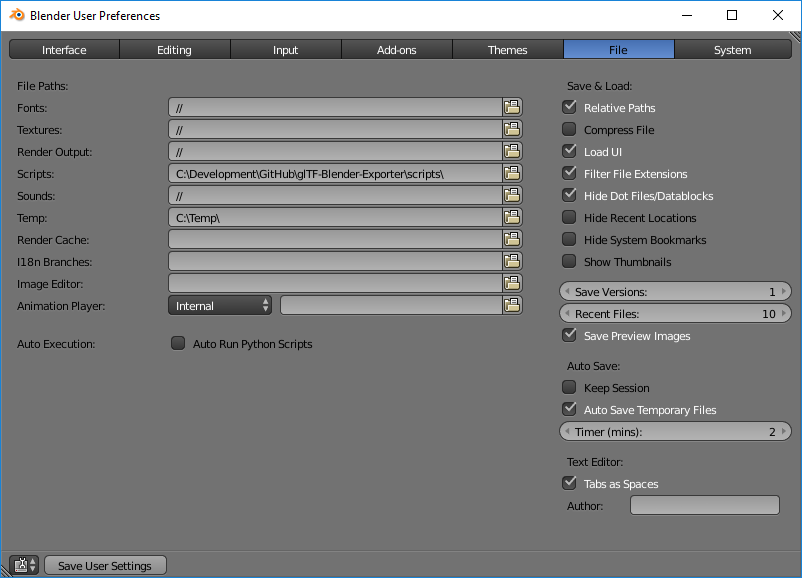 Blender User Preferences
Interface Editing Input Add-ons Themes File System
File Paths:
Fonts: //
Textures: //
Render Output: //
Scripts: C:\Development\GitHub\glTF-Blender-Exporter\scripts\
Sounds: //
Temp: C:\Temp\
Render Cache:
I18n Branches:
Image Editor:
Animation Player: Internal
Auto Execution: Auto Run Python Scripts
Save & Load:
Relative Paths
Compress File
Load UI
Filter File Extensions
Hide Dot Files/Datablocks
Hide Recent Locations
Hide System Bookmarks
Show Thumbnails
Save Versions: 1
Recent Files: 10
Save Preview Images
Auto Save:
Keep Session
Auto Save Temporary Files
Timer (mins): 2
Text Editor:
Tabs as Spaces
Author:
Save User Settings